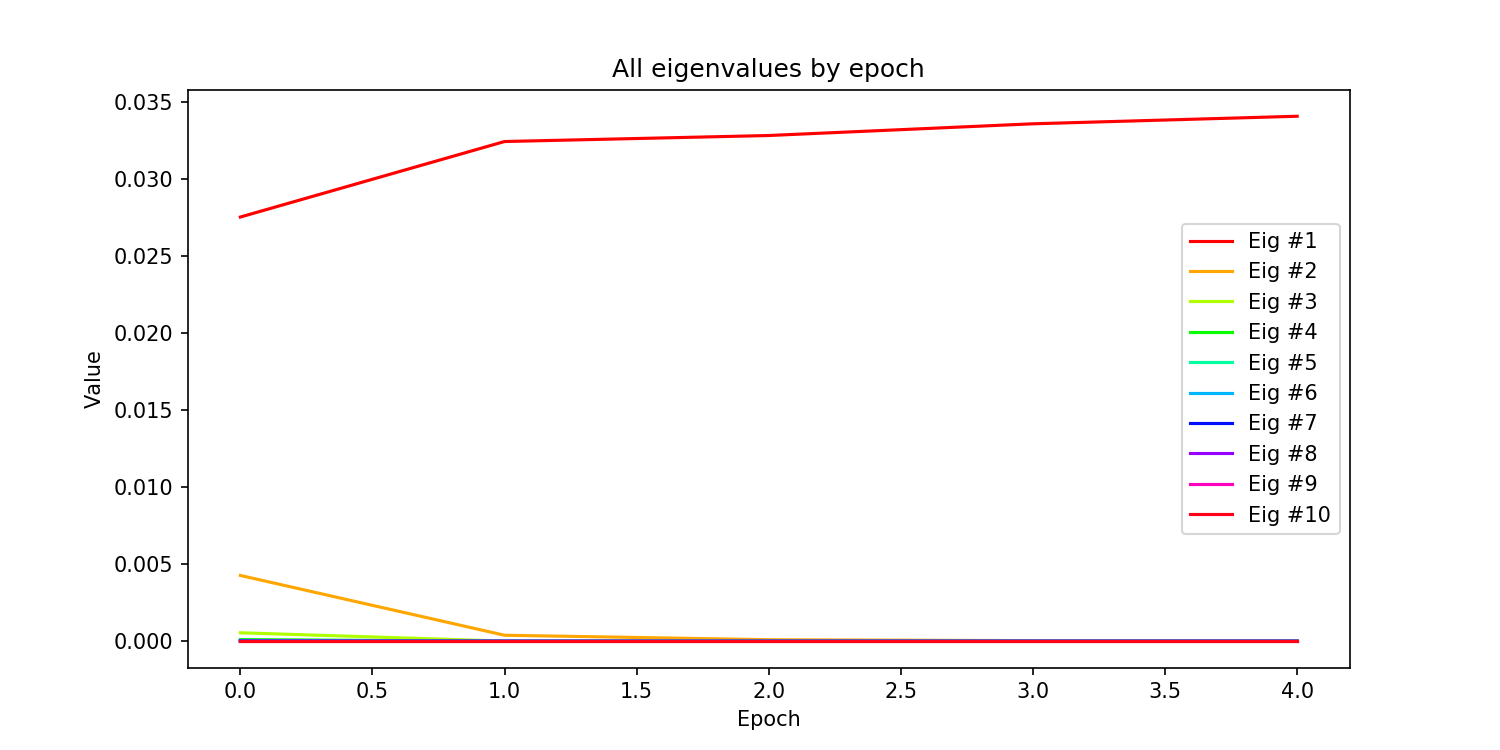 All eigenvalues by epoch
0.035
0.030
0.025
0.020
0.015
0.010
0.005
0.000
Value
Eig #1
Eig #2
Eig #3
Eig #4
Eig #5
Eig #6
Eig #7
Eig #8
Eig #9
Eig #10
0.0 0.5 1.0 1.5 2.0 2.5 3.0 3.5 4.0
Epoch